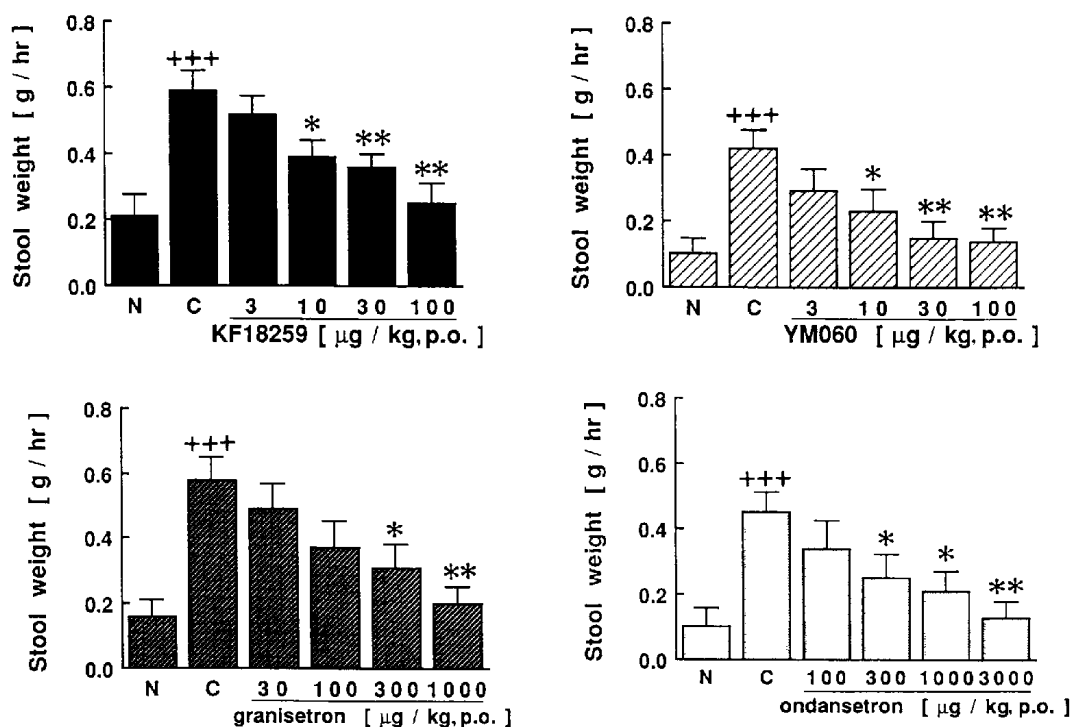 Stool weight [ g / hr ]
0.8
0.6
0.4
0.2
0.0
+++
*
**
**
N C 3 10 30 100
KF18259 [ μg / kg, p.o. ]
Stool weight [ g / hr ]
0.8
0.6
0.4
0.2
0.0
+++
*
**
**
N C 3 10 30 100
YM060 [ μg / kg, p.o. ]
Stool weight [ g / hr ]
0.8
0.6
0.4
0.2
0.0
+++
*
**
N C 30 100 300 1000
granisetron [ μg / kg, p.o. ]
Stool weight [ g / hr ]
0.8
0.6
0.4
0.2
0.0
+++
*
*
**
N C 100 300 1000 3000
ondansetron [ μg / kg, p.o. ]